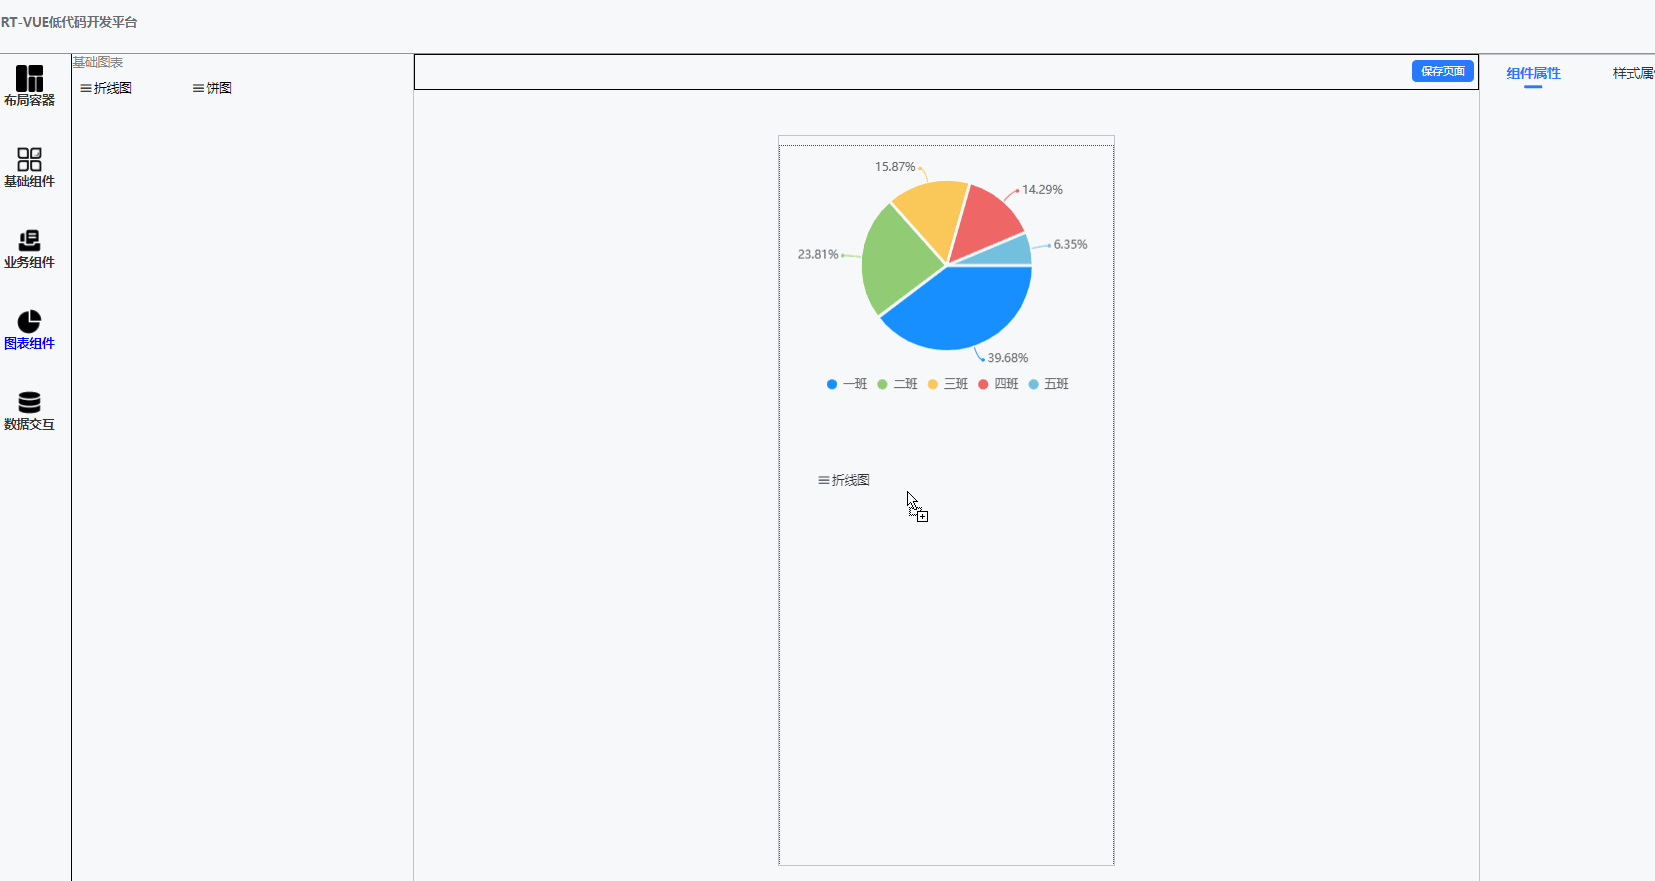 RT-VUE低代码开发平台
布局容器
基础组件
业务组件
图表组件
数据交互
基础图表
折线图
饼图
保存页面
15.87%
14.29%
6.35%
23.81%
39.68%
一班 二班 三班 四班 五班
折线图
组件属性
样式属